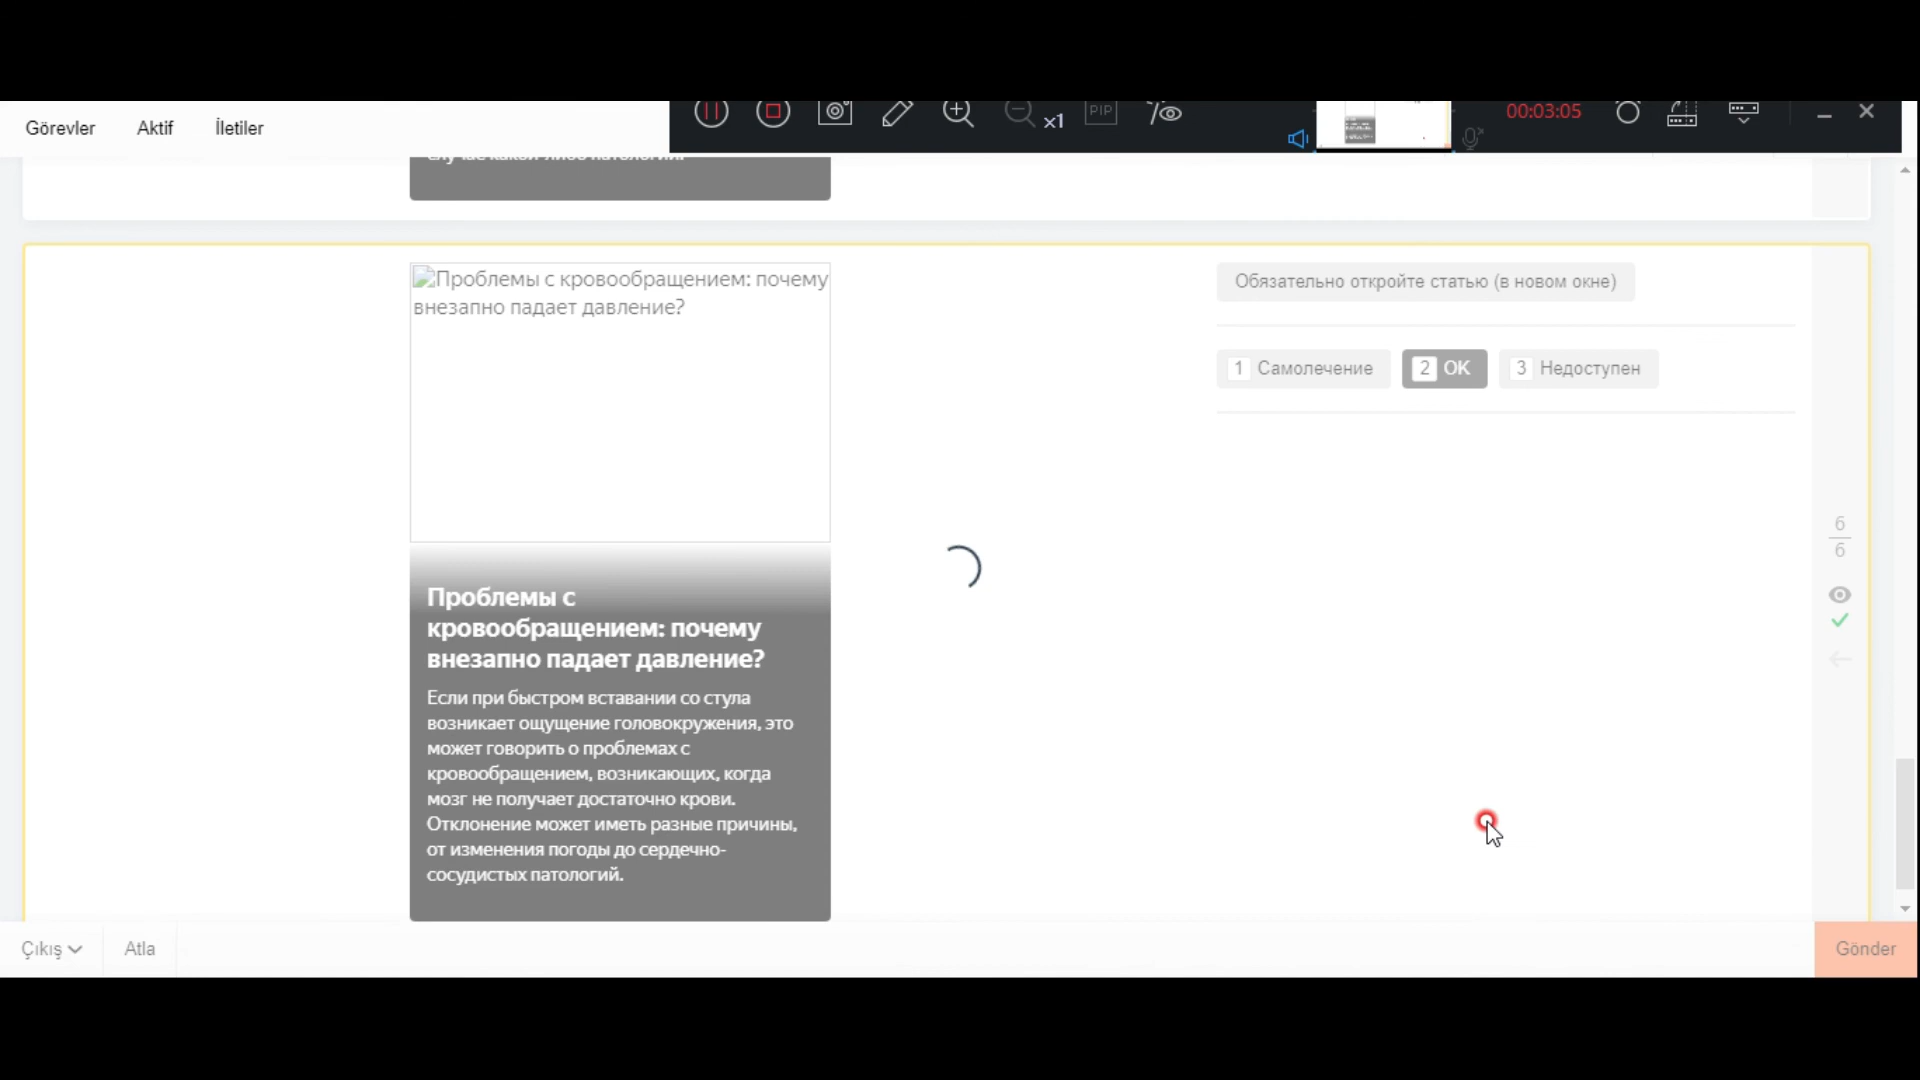 Görevler Aktif İletiler
x1 PIP 00:03:05
Проблемы с кровообращением: почему
внезапно падает давление?
Обязательно откройте статью (в новом окне)
1 Самолечение 2 OK 3 Недоступен
6
6
Проблемы с
кровообращением: почему
внезапно падает давление?
Если при быстром вставании со стула
возникает ощущение головокружения, это
может говорить о проблемах с
кровообращением, возникающих, когда
мозг не получает достаточно крови.
Отклонение может иметь разные причины,
от изменения погоды до сердечно-
сосудистых патологий.
Çıkış Atla Gönder